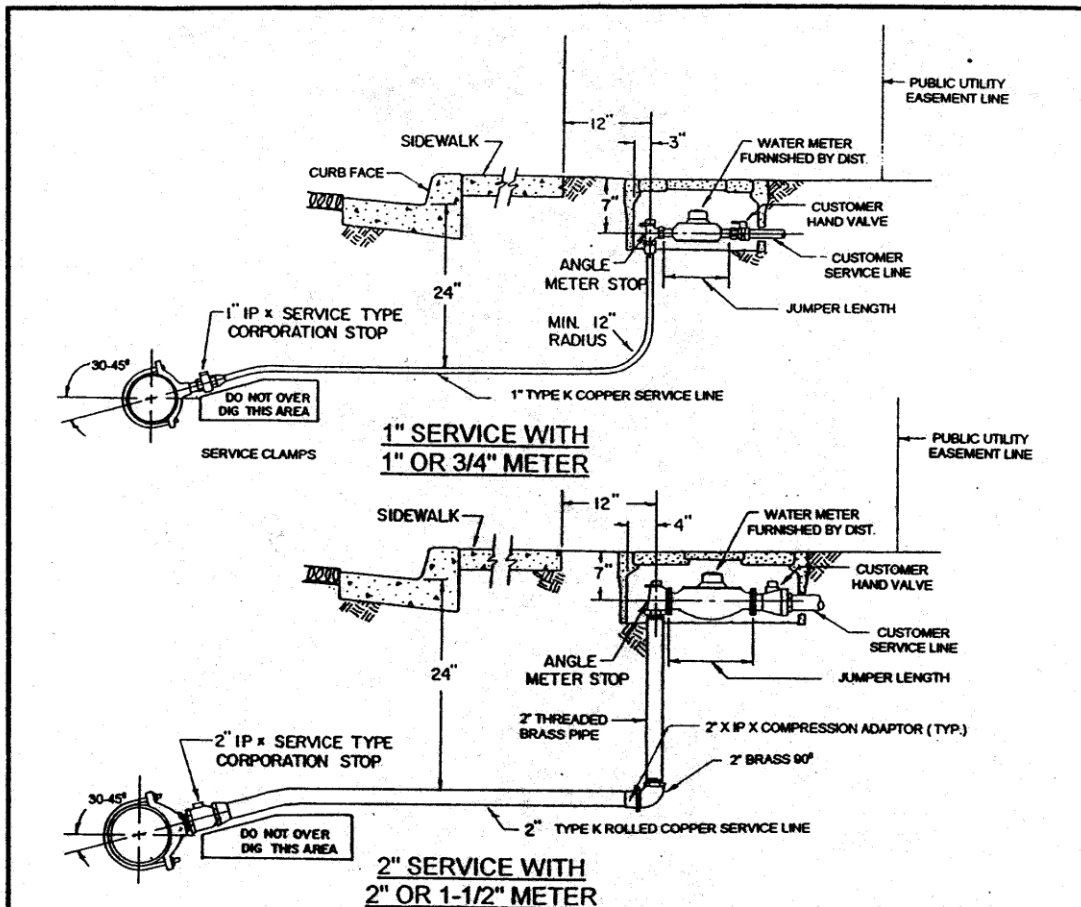 PUBLIC UTILITY
EASEMENT LINE
12"
SIDEWALK
3"
WATER METER
FURNISHED BY DIST.
CURB FACE
7"
CUSTOMER
HAND VALVE
ANGLE
METER STOP
CUSTOMER
SERVICE LINE
24"
JUMPER LENGTH
1" IP x SERVICE TYPE
CORPORATION STOP
MIN. 12"
RADIUS
30-45°
DO NOT OVER
DIG THIS AREA
1" TYPE K COPPER SERVICE LINE
SERVICE CLAMPS
1" SERVICE WITH
1" OR 3/4" METER
PUBLIC UTILITY
EASEMENT LINE
12"
SIDEWALK
4"
WATER METER
FURNISHED BY DIST.
7"
CUSTOMER
HAND VALVE
CUSTOMER
SERVICE LINE
ANGLE
METER STOP
24"
JUMPER LENGTH
2" THREADED
BRASS PIPE
2" X IP X COMPRESSION ADAPTOR (TYP.)
2" IP x SERVICE TYPE
CORPORATION STOP
2" BRASS 90°
30-45°
DO NOT OVER
DIG THIS AREA
2" TYPE K ROLLED COPPER SERVICE LINE
2" SERVICE WITH
2" OR 1-1/2" METER